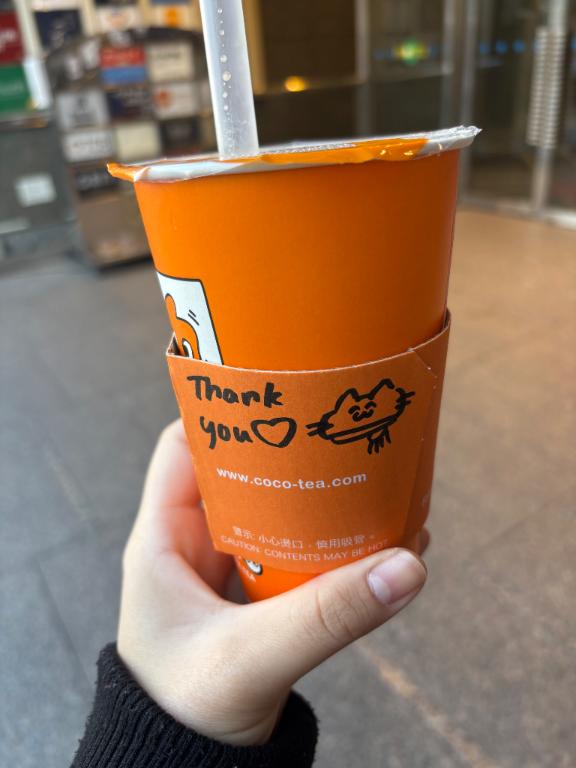 Thank
you♡
www.coco-tea.com
警示: 小心燙口，慎用吸管。
CAUTION: CONTENTS MAY BE HOT